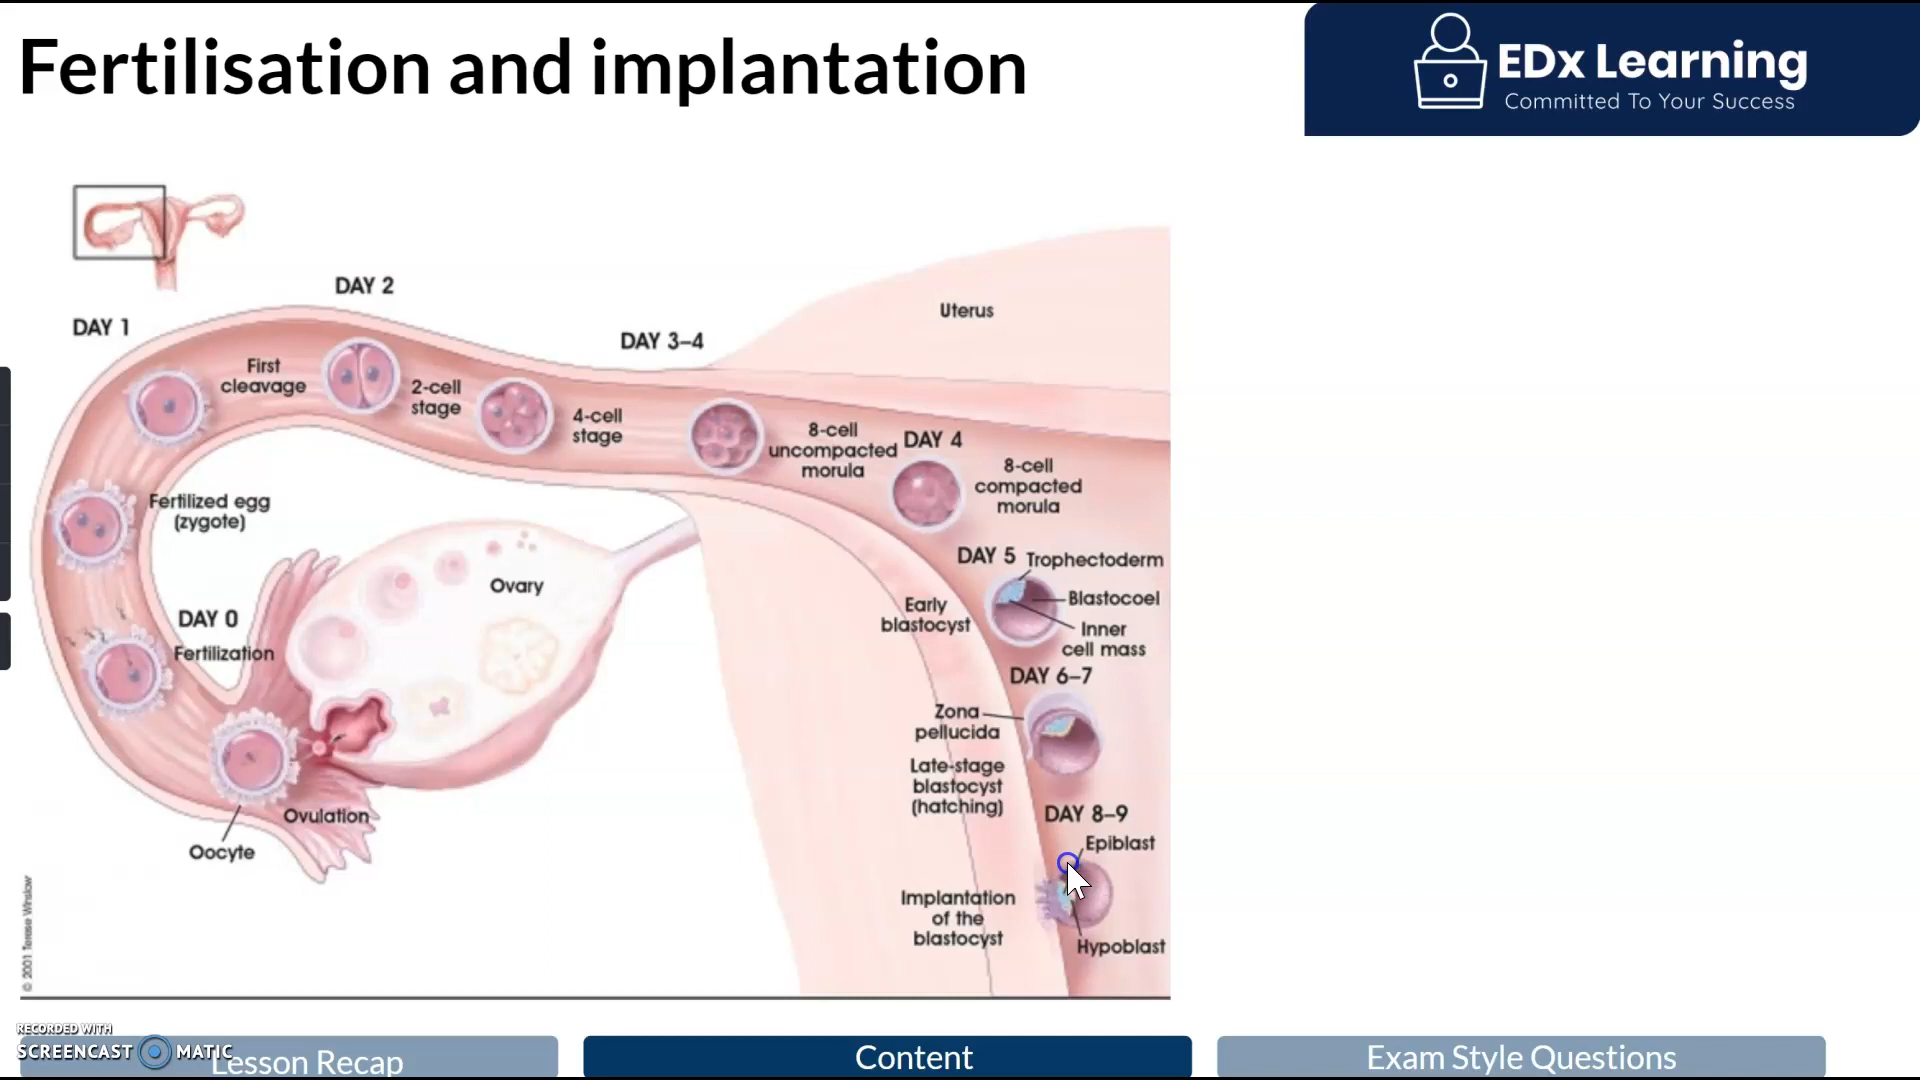 Fertilisation and implantation
EDx Learning
Committed To Your Success
DAY 2
DAY 1
DAY 3–4
Uterus
First
cleavage
2-cell
stage
4-cell
stage
8-cell
uncompacted
morula
DAY 4
8-cell
compacted
morula
Fertilized egg
(zygote)
DAY 5
Trophectoderm
Blastocoel
Inner
cell mass
Early
blastocyst
Ovary
DAY 0
Fertilization
DAY 6–7
Zona
pellucida
Late-stage
blastocyst
(hatching)
DAY 8–9
Epiblast
Ovulation
Oocyte
Implantation
of the
blastocyst
Hypoblast
© 2001 Terese Winslow
RECORDED WITH
SCREENCAST MATIC
Lesson Recap
Content
Exam Style Questions